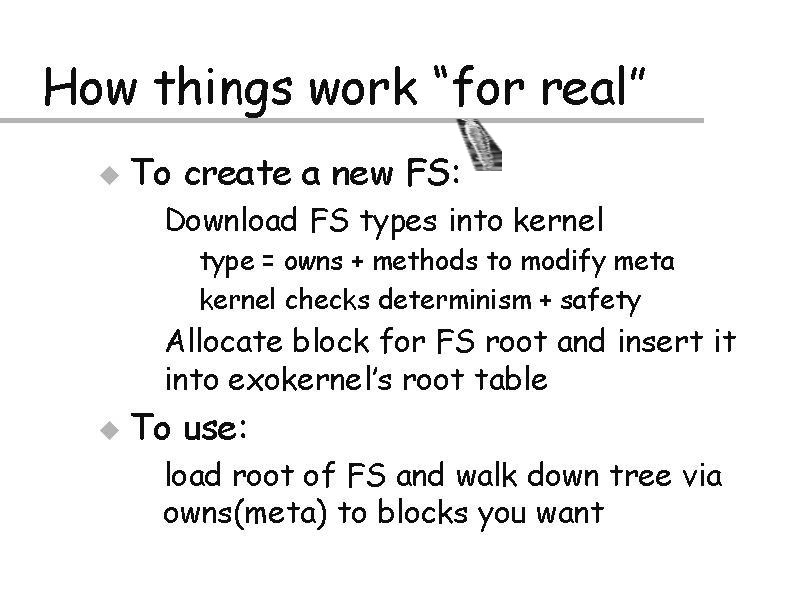 How things work “for real”
To create a new FS:
Download FS types into kernel
type = owns + methods to modify meta
kernel checks determinism + safety
Allocate block for FS root and insert it
into exokernel’s root table
To use:
load root of FS and walk down tree via
owns(meta) to blocks you want